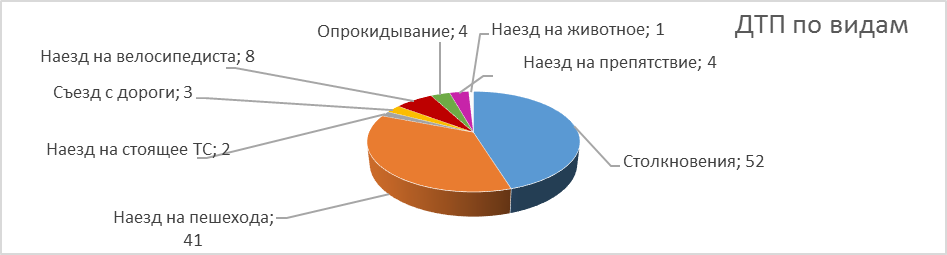 ДТП по видам
Опрокидывание; 4
Наезд на животное; 1
Наезд на велосипедиста; 8
Наезд на препятствие; 4
Съезд с дороги; 3
Наезд на стоящее ТС; 2
Столкновения; 52
Наезд на пешехода;
41